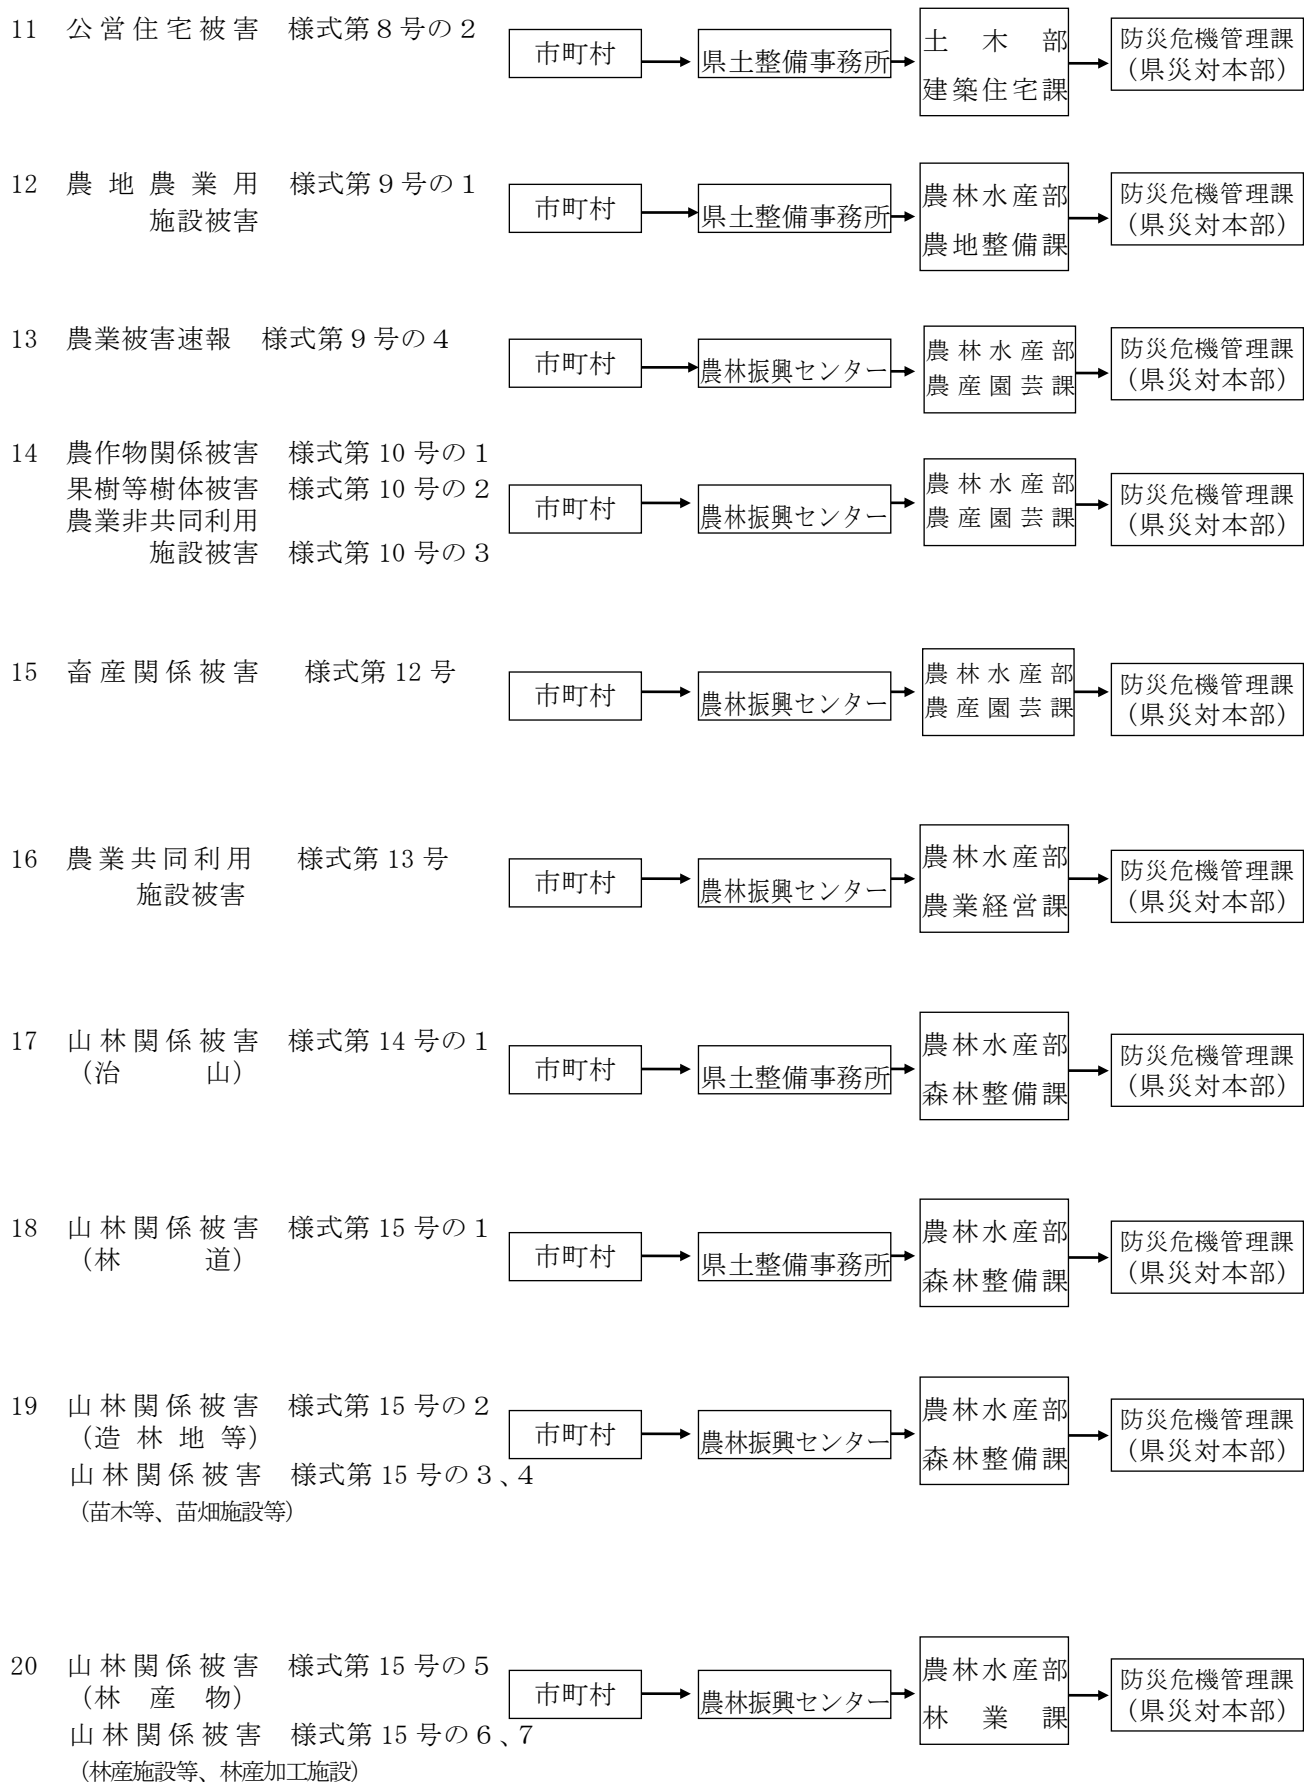 11 公営住宅被害 様式第８号の２
市町村
県土整備事務所
土木部
建築住宅課
防災危機管理課
（県災対本部）
12 農地農業用 様式第９号の１
施設被害
市町村
県土整備事務所
農林水産部
農地整備課
防災危機管理課
（県災対本部）
13 農業被害速報 様式第９号の４
市町村
農林振興センター
農林水産部
農産園芸課
防災危機管理課
（県災対本部）
14 農作物関係被害 様式第 10 号の１
果樹等樹体被害 様式第 10 号の２
農業非共同利用
施設被害 様式第 10 号の３
市町村
農林振興センター
農林水産部
農産園芸課
防災危機管理課
（県災対本部）
15 畜産関係被害 様式第 12 号
市町村
農林振興センター
農林水産部
農産園芸課
防災危機管理課
（県災対本部）
16 農業共同利用 様式第 13 号
施設被害
市町村
農林振興センター
農林水産部
農業経営課
防災危機管理課
（県災対本部）
17 山林関係被害 様式第 14 号の１
（治山）
市町村
県土整備事務所
農林水産部
森林整備課
防災危機管理課
（県災対本部）
18 山林関係被害 様式第 15 号の１
（林道）
市町村
県土整備事務所
農林水産部
森林整備課
防災危機管理課
（県災対本部）
19 山林関係被害 様式第 15 号の２
（造林地等）
山林関係被害 様式第 15 号の３、４
（苗木等、苗畑施設等）
市町村
農林振興センター
農林水産部
森林整備課
防災危機管理課
（県災対本部）
20 山林関係被害 様式第 15 号の５
（林産物）
山林関係被害 様式第 15 号の６、７
（林産施設等、林産加工施設）
市町村
農林振興センター
農林水産部
林業課
防災危機管理課
（県災対本部）